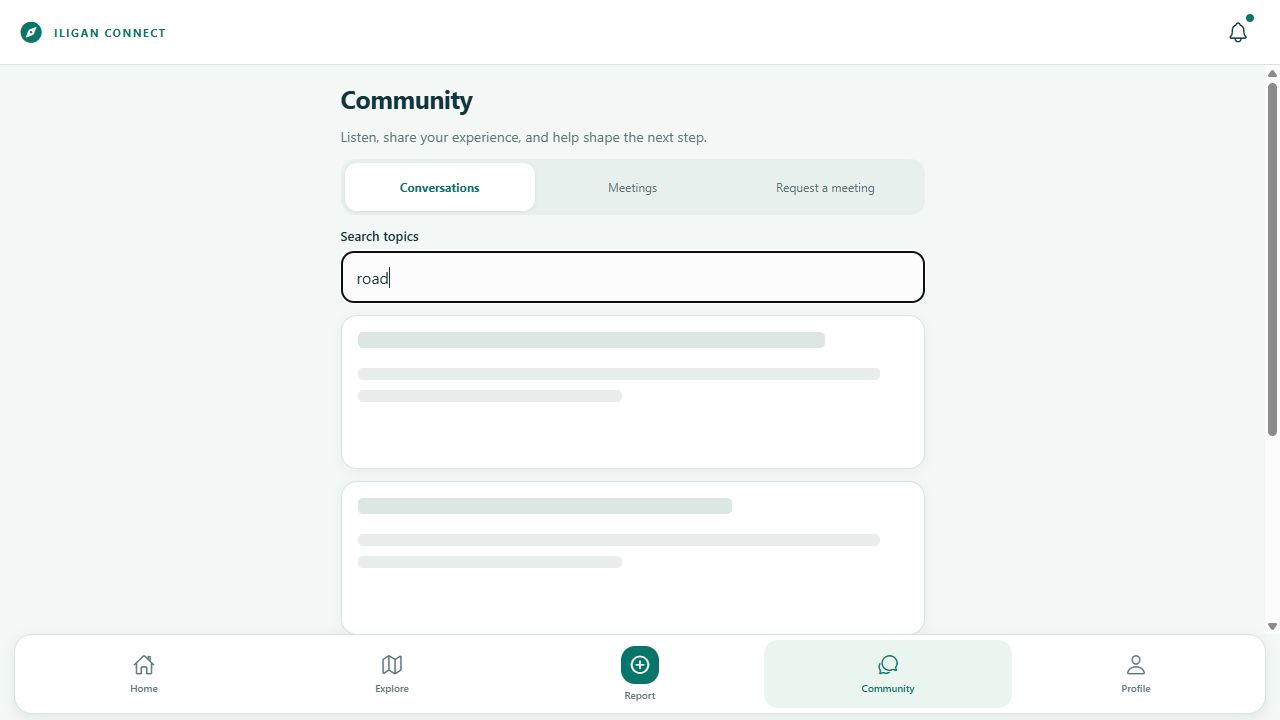 ILIGAN CONNECT
Community
Listen, share your experience, and help shape the next step.
Conversations
Meetings
Request a meeting
Search topics
road
Home
Explore
Report
Community
Profile